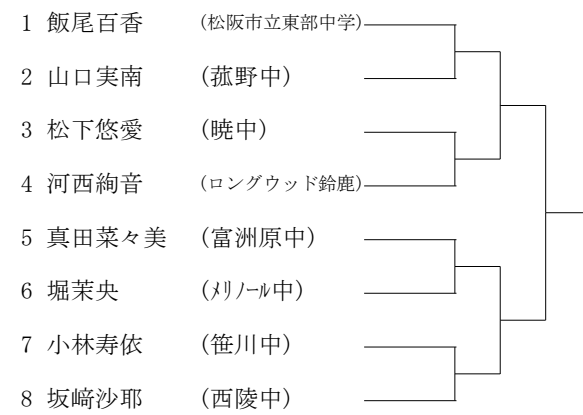 1 飯尾百香 (松阪市立東部中学)
2 山口実南 (菰野中)
3 松下悠愛 (暁中)
4 河西絢音 (ロングウッド鈴鹿)
5 真田菜々美 (富洲原中)
6 堀茉央 (ﾒﾘﾉｰﾙ中)
7 小林寿依 (笹川中)
8 坂﨑沙耶 (西陵中)